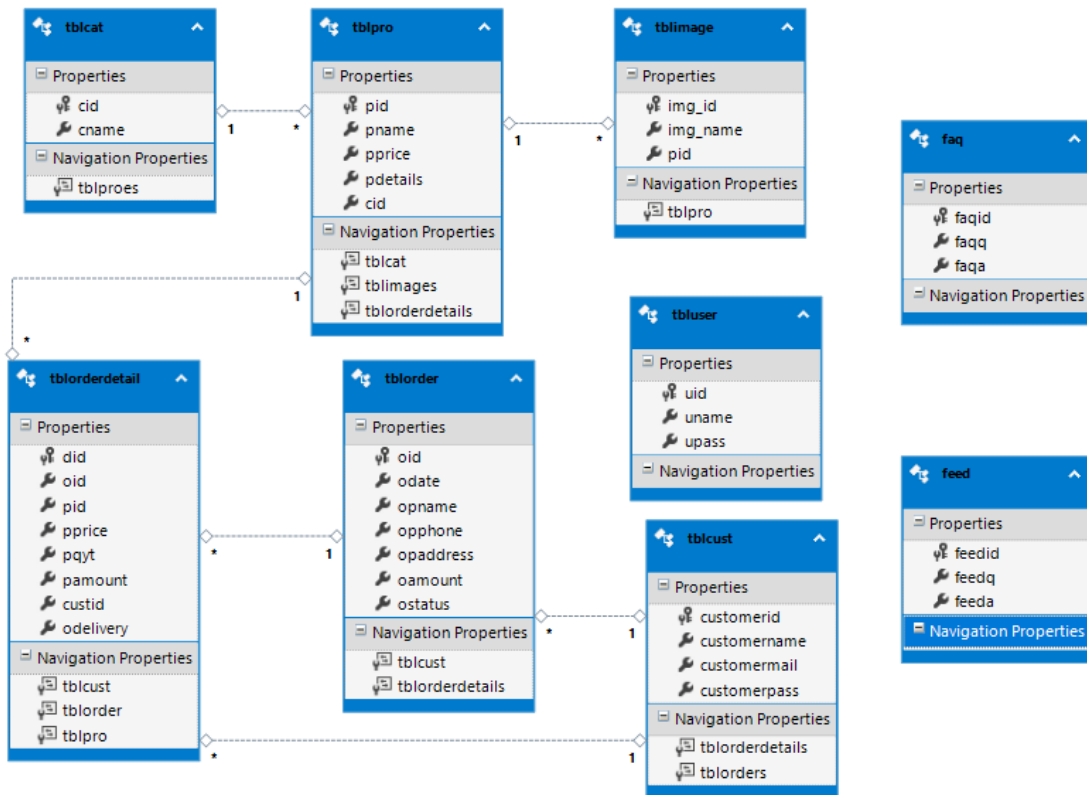 tblcat
Properties
cid
cname
Navigation Properties
tblproes
tblpro
Properties
pid
pname
pprice
pdetails
cid
Navigation Properties
tblcat
tblimages
tblorderdetails
tblimage
Properties
img_id
img_name
pid
Navigation Properties
tblpro
faq
Properties
faqid
faqq
faqa
Navigation Properties
1
*
1
*
1
*
tbluser
Properties
uid
uname
upass
Navigation Properties
tblorderdetail
Properties
did
oid
pid
pprice
pqyt
pamount
custid
odelivery
Navigation Properties
tblcust
tblorder
tblpro
tblorder
Properties
oid
odate
opname
opphone
opaddress
oamount
ostatus
Navigation Properties
tblcust
tblorderdetails
*
1
*
1
*
1
tblcust
Properties
customerid
customername
customermail
customerpass
Navigation Properties
tblorderdetails
tblorders
feed
Properties
feedid
feedq
feeda
Navigation Properties